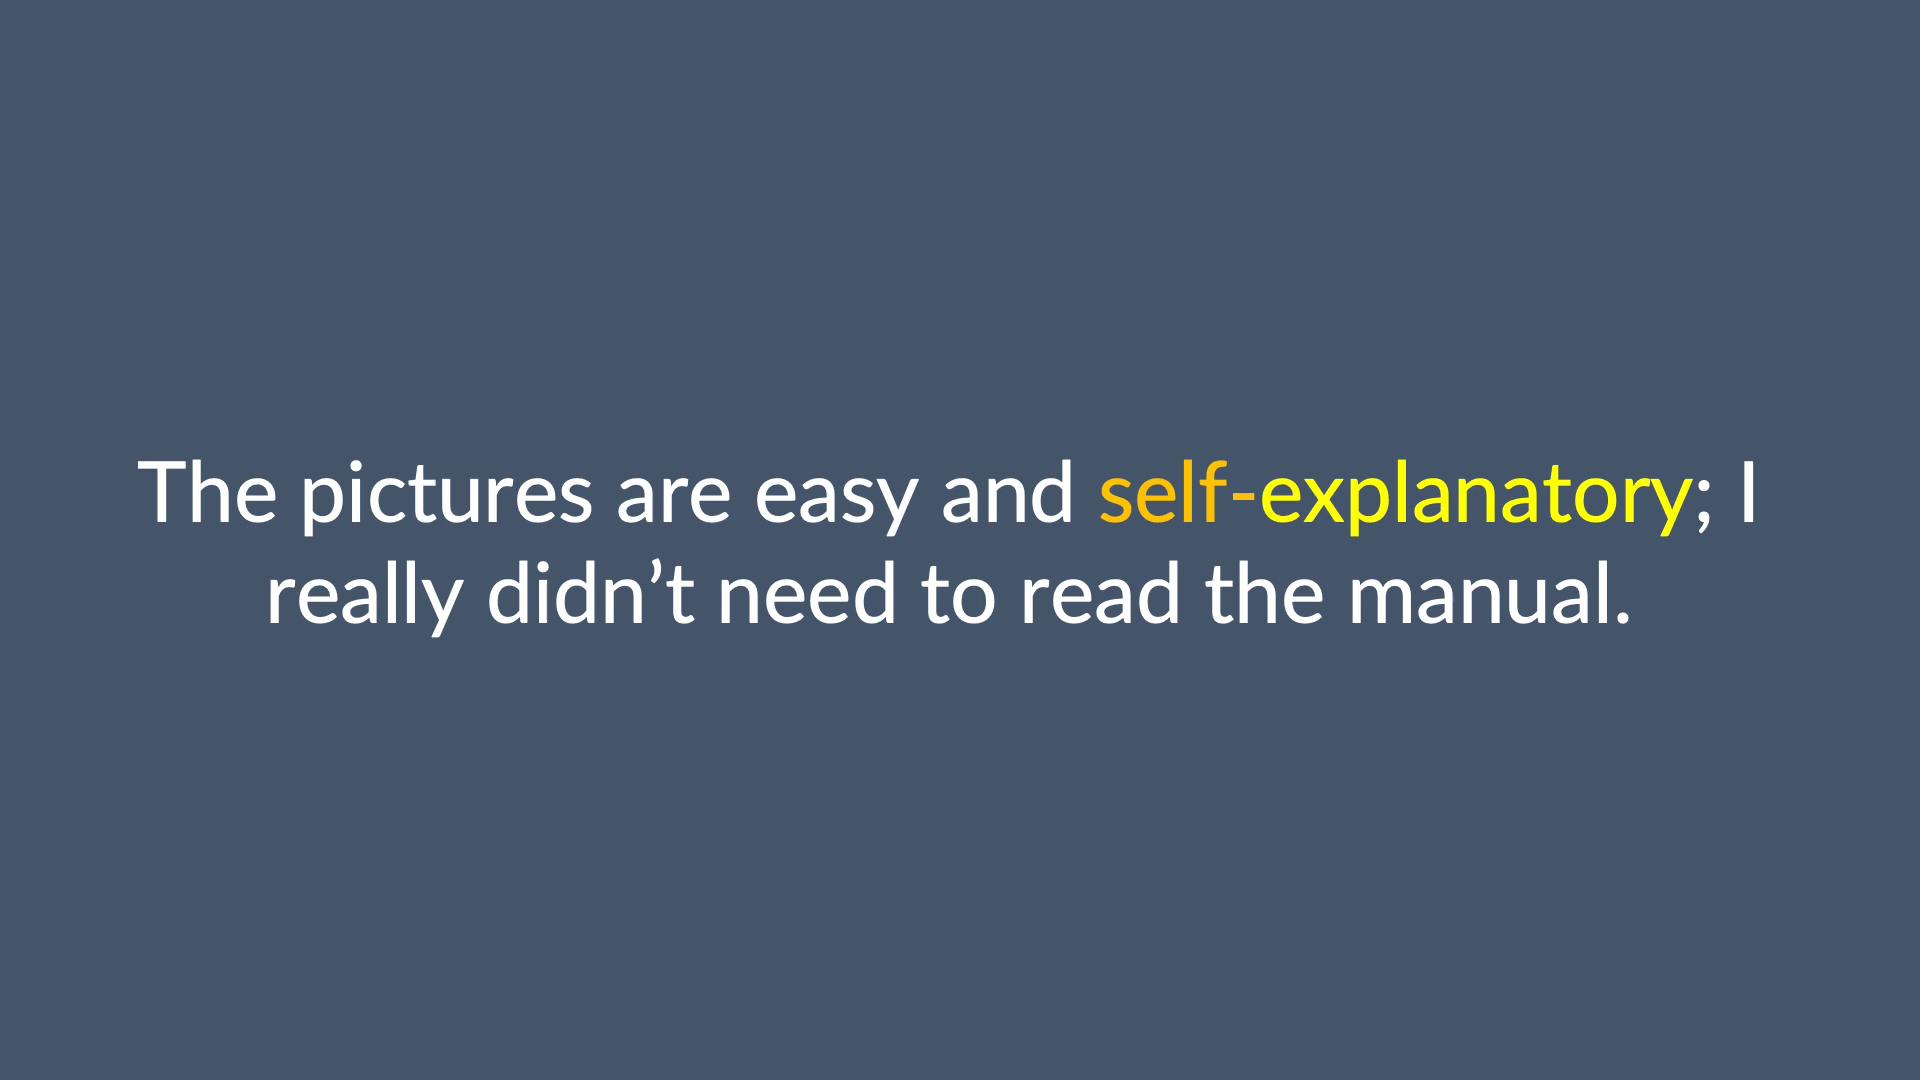 The pictures are easy and self-explanatory; I
really didn’t need to read the manual.